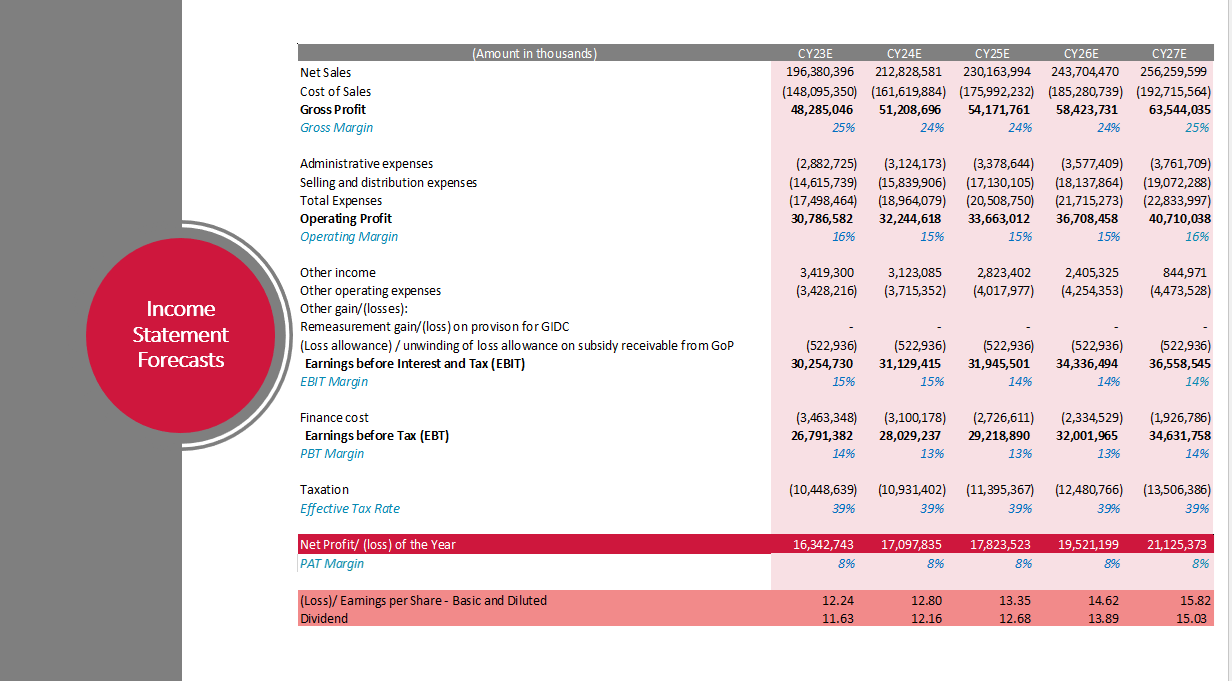 Income
Statement
Forecasts
(Amount in thousands) CY23E CY24E CY25E CY26E CY27E
Net Sales 196,380,396 212,828,581 230,163,994 243,704,470 256,259,599
Cost of Sales (148,095,350) (161,619,884) (175,992,232) (185,280,739) (192,715,564)
Gross Profit 48,285,046 51,208,696 54,171,761 58,423,731 63,544,035
Gross Margin 25% 24% 24% 24% 25%
Administrative expenses (2,882,725) (3,124,173) (3,378,644) (3,577,409) (3,761,709)
Selling and distribution expenses (14,615,739) (15,839,906) (17,130,105) (18,137,864) (19,072,288)
Total Expenses (17,498,464) (18,964,079) (20,508,750) (21,715,273) (22,833,997)
Operating Profit 30,786,582 32,244,618 33,663,012 36,708,458 40,710,038
Operating Margin 16% 15% 15% 15% 16%
Other income 3,419,300 3,123,085 2,823,402 2,405,325 844,971
Other operating expenses (3,428,216) (3,715,352) (4,017,977) (4,254,353) (4,473,528)
Other gain/(losses):
Remeasurement gain/(loss) on provison for GIDC - - - - -
(Loss allowance) / unwinding of loss allowance on subsidy receivable from GoP (522,936) (522,936) (522,936) (522,936) (522,936)
Earnings before Interest and Tax (EBIT) 30,254,730 31,129,415 31,945,501 34,336,494 36,558,545
EBIT Margin 15% 15% 14% 14% 14%
Finance cost (3,463,348) (3,100,178) (2,726,611) (2,334,529) (1,926,786)
Earnings before Tax (EBT) 26,791,382 28,029,237 29,218,890 32,001,965 34,631,758
PBT Margin 14% 13% 13% 13% 14%
Taxation (10,448,639) (10,931,402) (11,395,367) (12,480,766) (13,506,386)
Effective Tax Rate 39% 39% 39% 39% 39%
Net Profit/ (loss) of the Year 16,342,743 17,097,835 17,823,523 19,521,199 21,125,373
PAT Margin 8% 8% 8% 8% 8%
(Loss)/ Earnings per Share - Basic and Diluted 12.24 12.80 13.35 14.62 15.82
Dividend 11.63 12.16 12.68 13.89 15.03